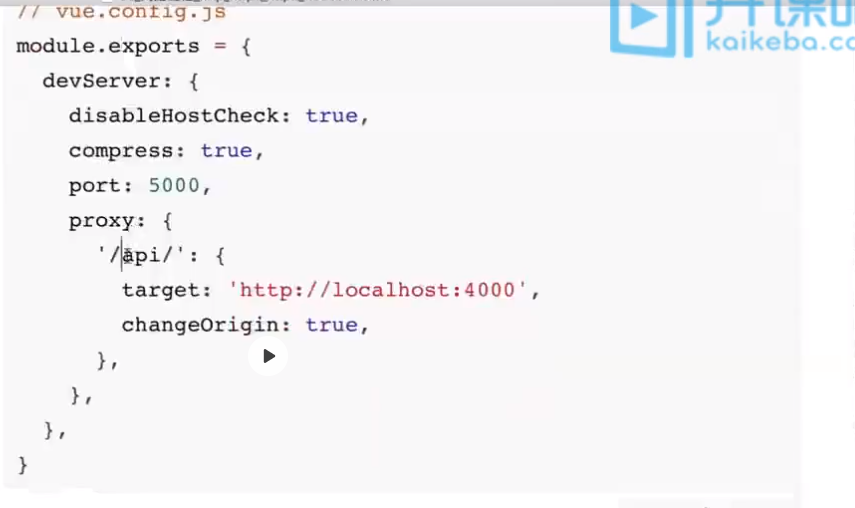 // vue.config.js
module.exports = {
devServer: {
disableHostCheck: true,
compress: true,
port: 5000,
proxy: {
'/api/': {
target: 'http://localhost:4000',
changeOrigin: true,
},
},
},
}
开课吧
kaikeba.co